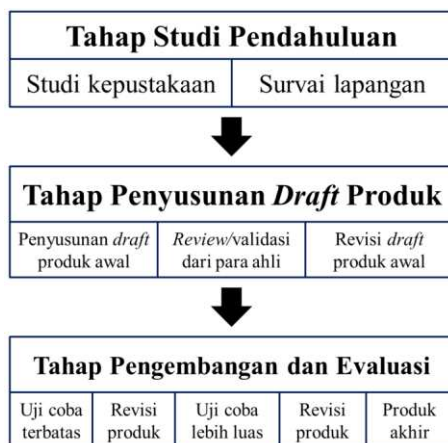 Tahap Studi Pendahuluan
Studi kepustakaan
Survai lapangan
Tahap Penyusunan Draft Produk
Penyusunan draft
produk awal
Review/validasi
dari para ahli
Revisi draft
produk awal
Tahap Pengembangan dan Evaluasi
Uji coba
terbatas
Revisi
produk
Uji coba
lebih luas
Revisi
produk
Produk
akhir